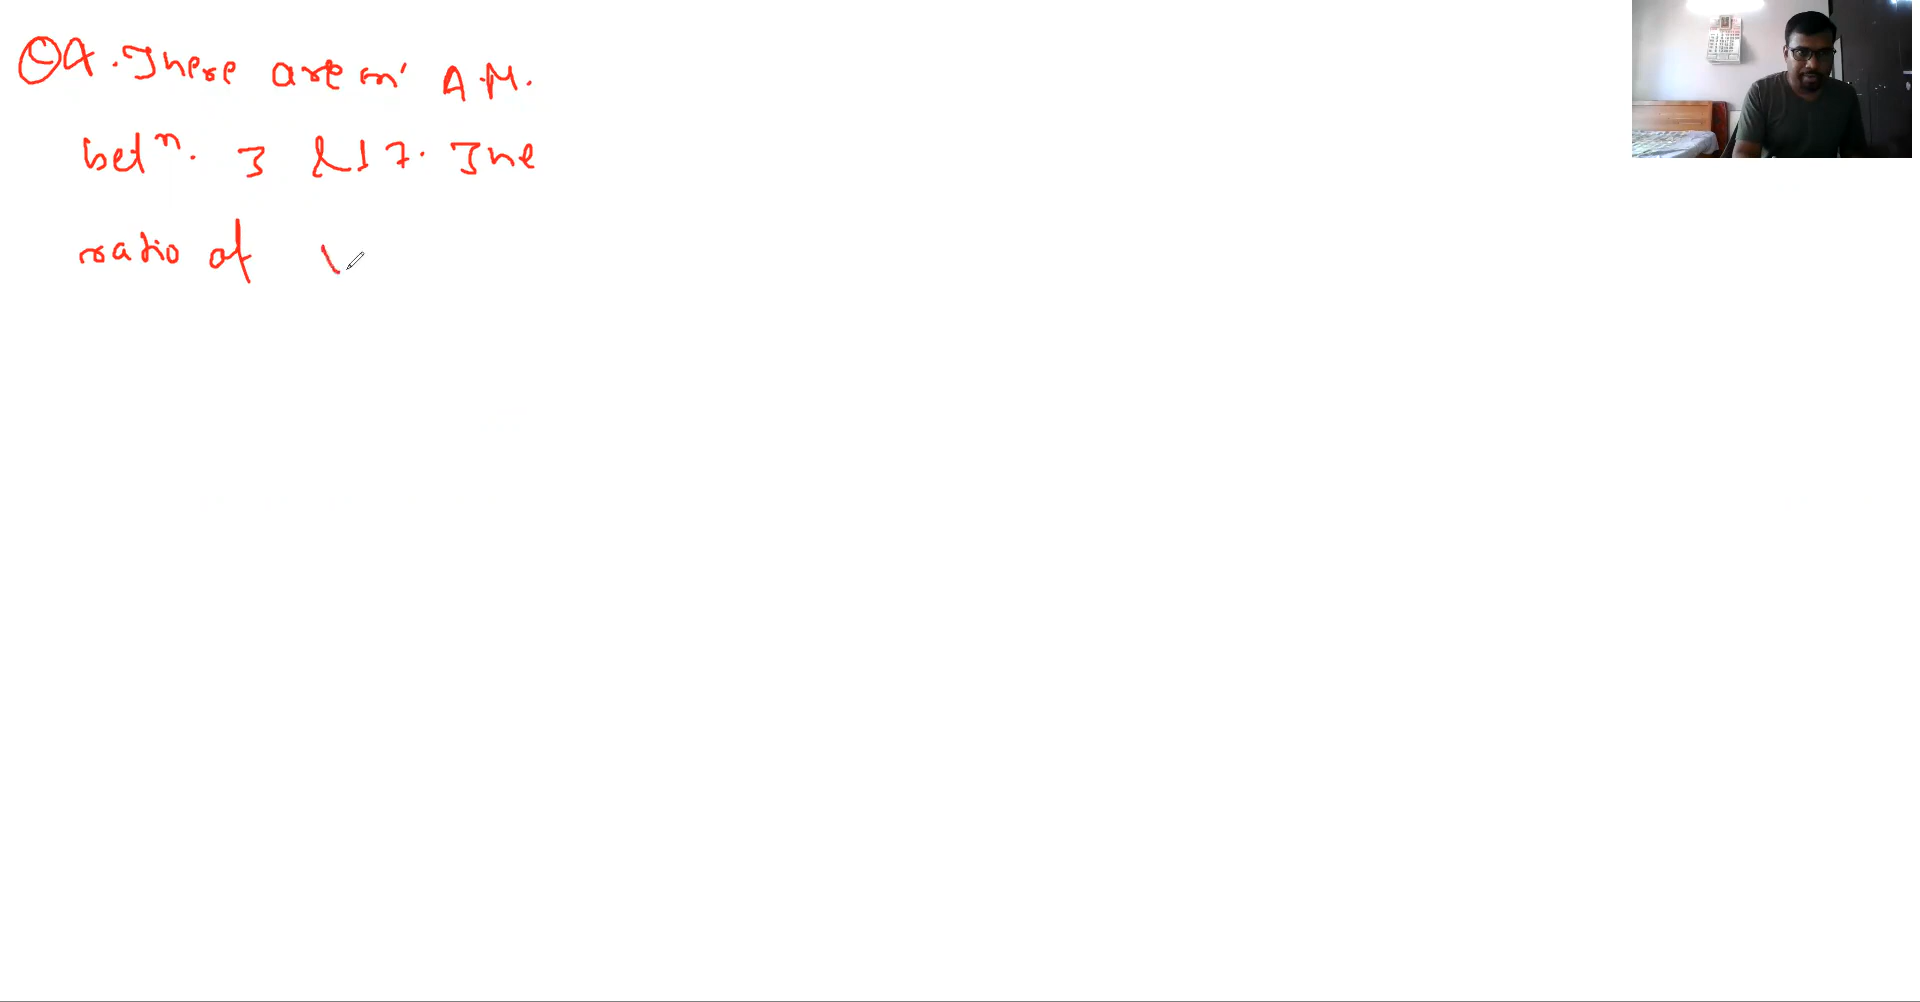 Q4. There are 'n' A.M.
betn. 3 & 17. The
ratio of